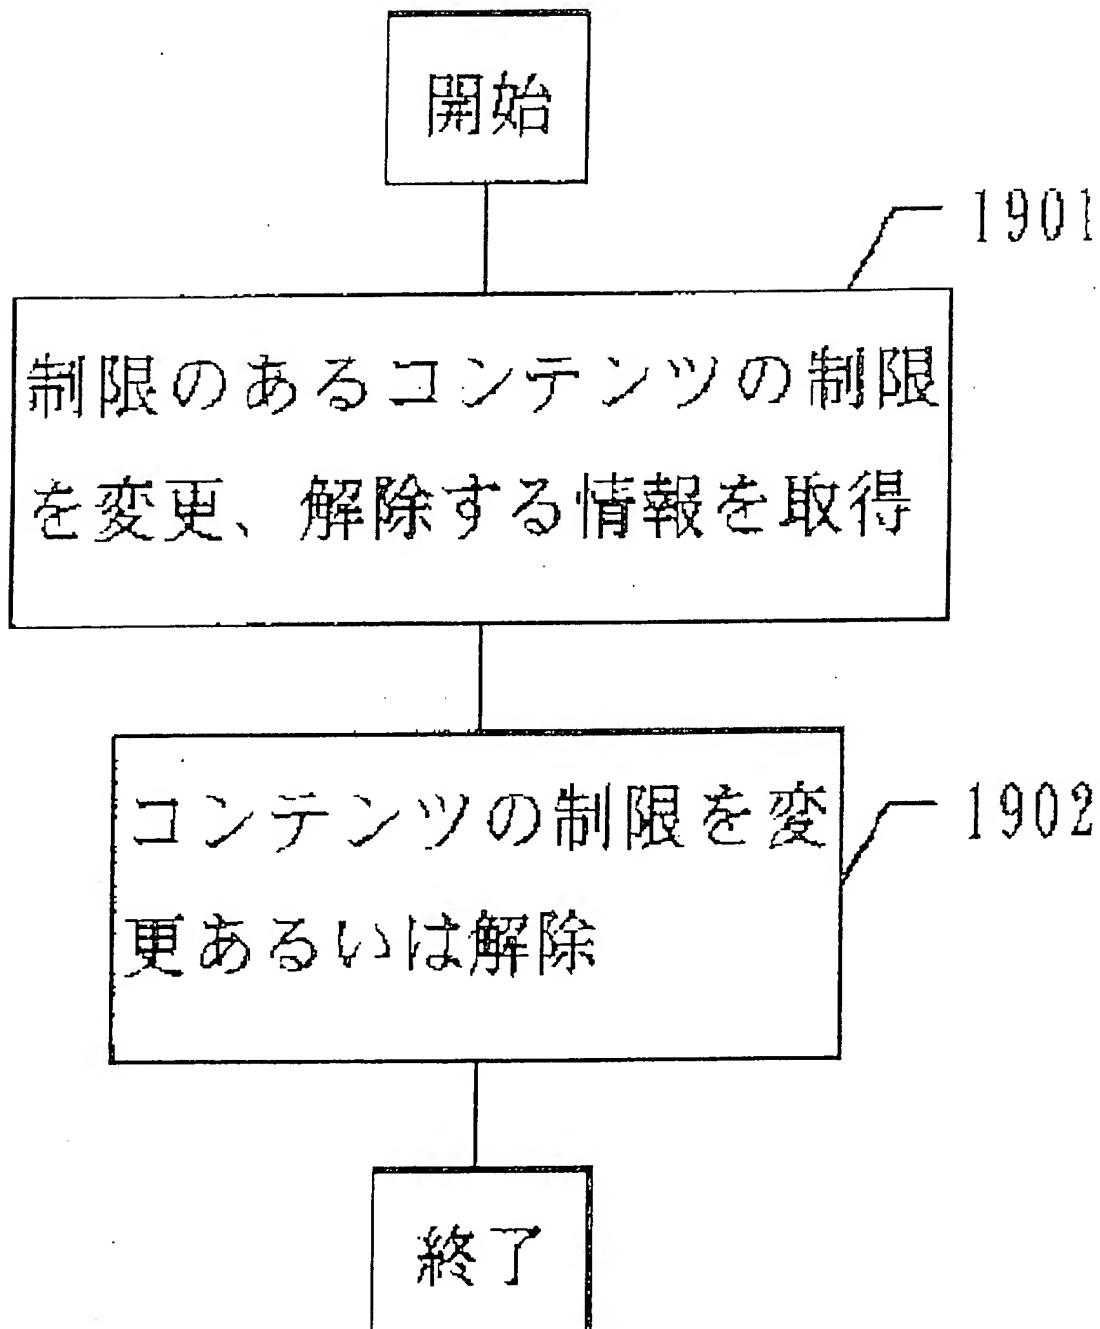 開始
1901
制限のあるコンテンツの制限
を変更、解除する情報を取得
コンテンツの制限を変
1902
更あるいは解除
終了